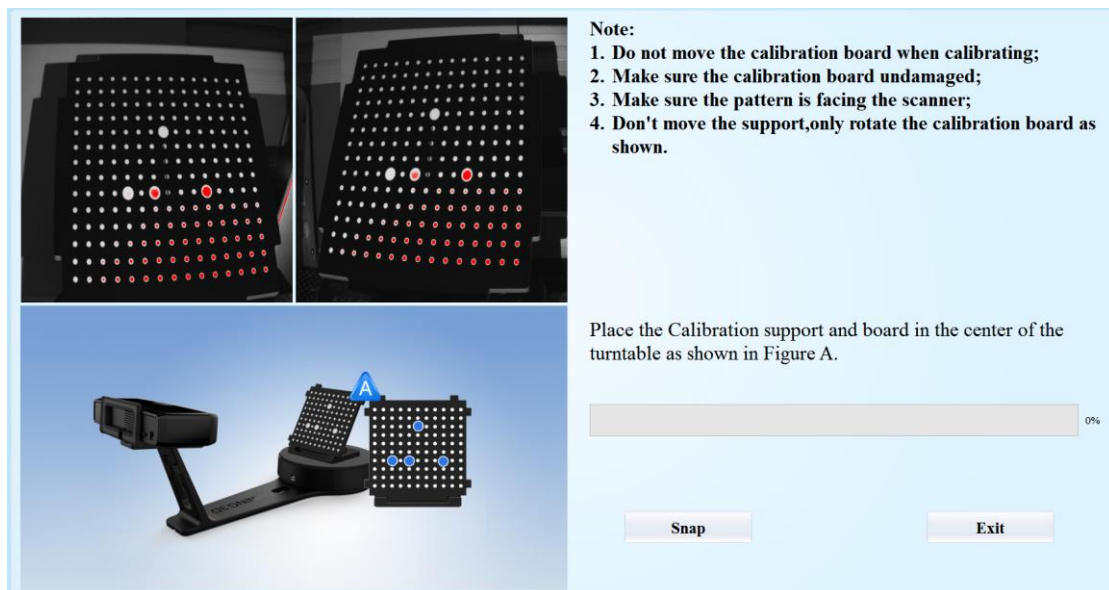 Note:
1. Do not move the calibration board when calibrating;
2. Make sure the calibration board undamaged;
3. Make sure the pattern is facing the scanner;
4. Don't move the support,only rotate the calibration board as
shown.
A
Place the Calibration support and board in the center of the
turntable as shown in Figure A.
0%
Snap
Exit